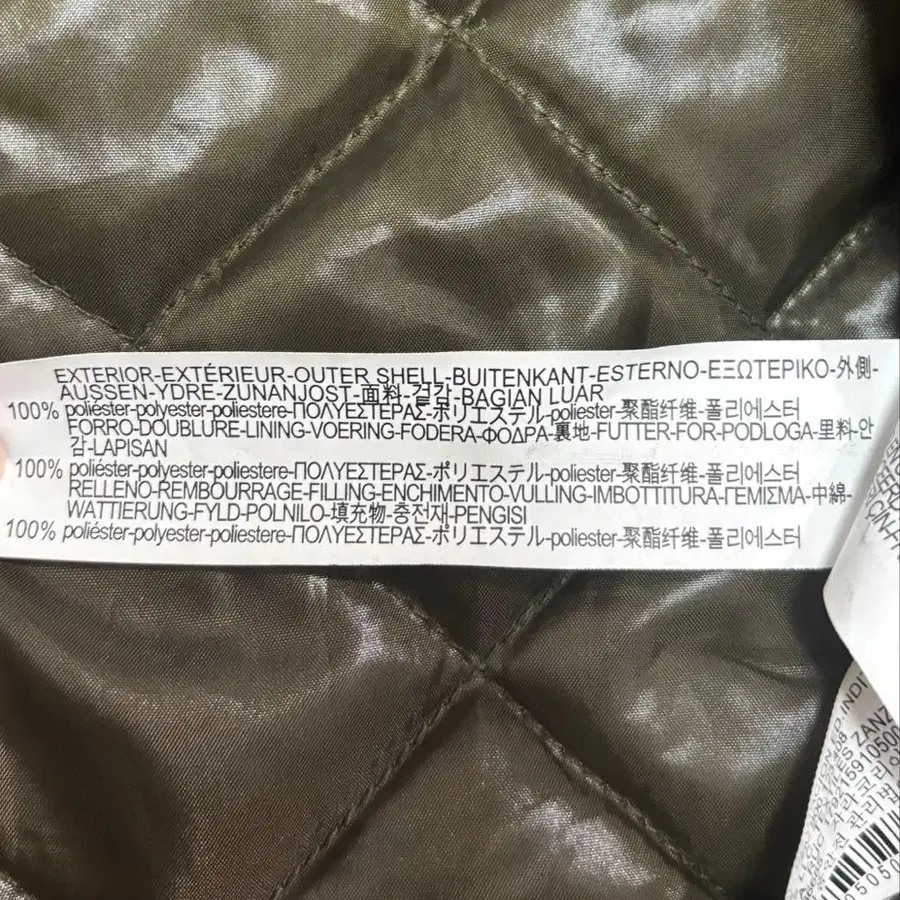 EXTERIOR-EXTÉRIEUR-OUTER SHELL-BUITENKANT-ESTERNO-ΕΞΩΤΕΡΙΚΟ-外側-
AUSSEN-YDRE-ZUNANJOST-面料-겉감-BAGIAN LUAR
100% poliéster-polyester-poliestere-ΠΟΛΥΕΣΤΕΡΑΣ-ポリエステル-poliester-聚酯纤维-폴리에스터
FORRO-DOUBLURE-LINING-VOERING-FODERA-ΦΟΔΡΑ-裏地-FUTTER-FOR-PODLOGA-里料-안
감-LAPISAN
100% poliéster-polyester-poliestere-ΠΟΛΥΕΣΤΕΡΑΣ-ポリエステル-poliester-聚酯纤维-폴리에스터
RELLENO-REMBOURRAGE-FILLING-ENCHIMENTO-VULLING-IMBOTTITURA-ΓΕΜΙΣΜΑ-中綿-
WATTIERUNG-FYLD-POLNILO-填充物-충전재-PENGISI
100% poliéster-polyester-poliestere-ΠΟΛΥΕΣΤΕΡΑΣ-ポリエステル-poliester-聚酯纤维-폴리에스터